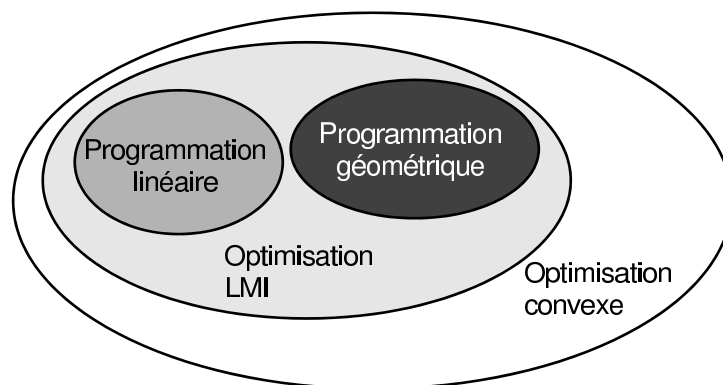 Programmation
linéaire
Programmation
géométrique
Optimisation
LMI
Optimisation
convexe